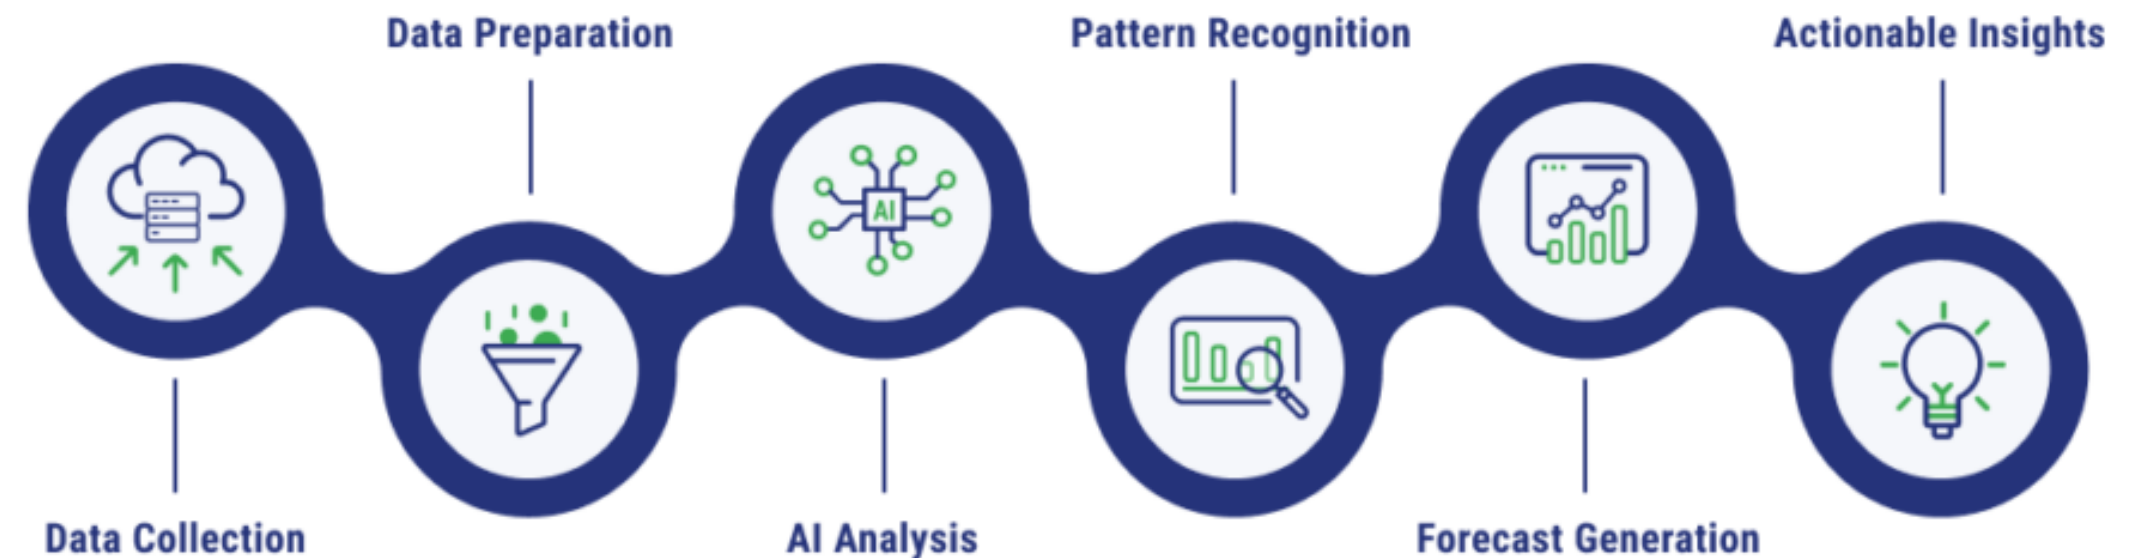 Data Collection
Data Preparation
AI
AI Analysis
Pattern Recognition
Forecast Generation
Actionable Insights